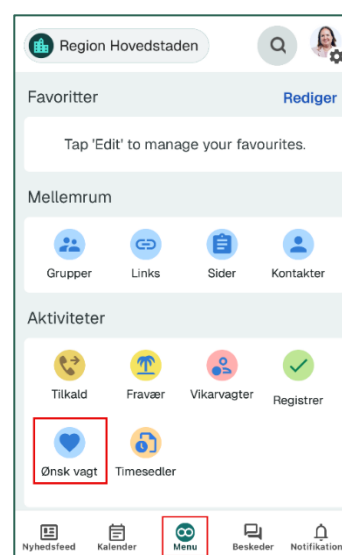 Region Hovedstaden
Favoritter Rediger
Tap 'Edit' to manage your favourites.
Mellemrum
Grupper Links Sider Kontakter
Aktiviteter
Tilkald Fravær Vikarvagter Registrer
Ønsk vagt Timesedler
Nyhedsfeed Kalender Menu Beskeder Notifikation